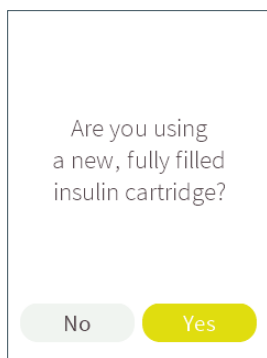 Are you using
a new, fully filled
insulin cartridge?
No
Yes